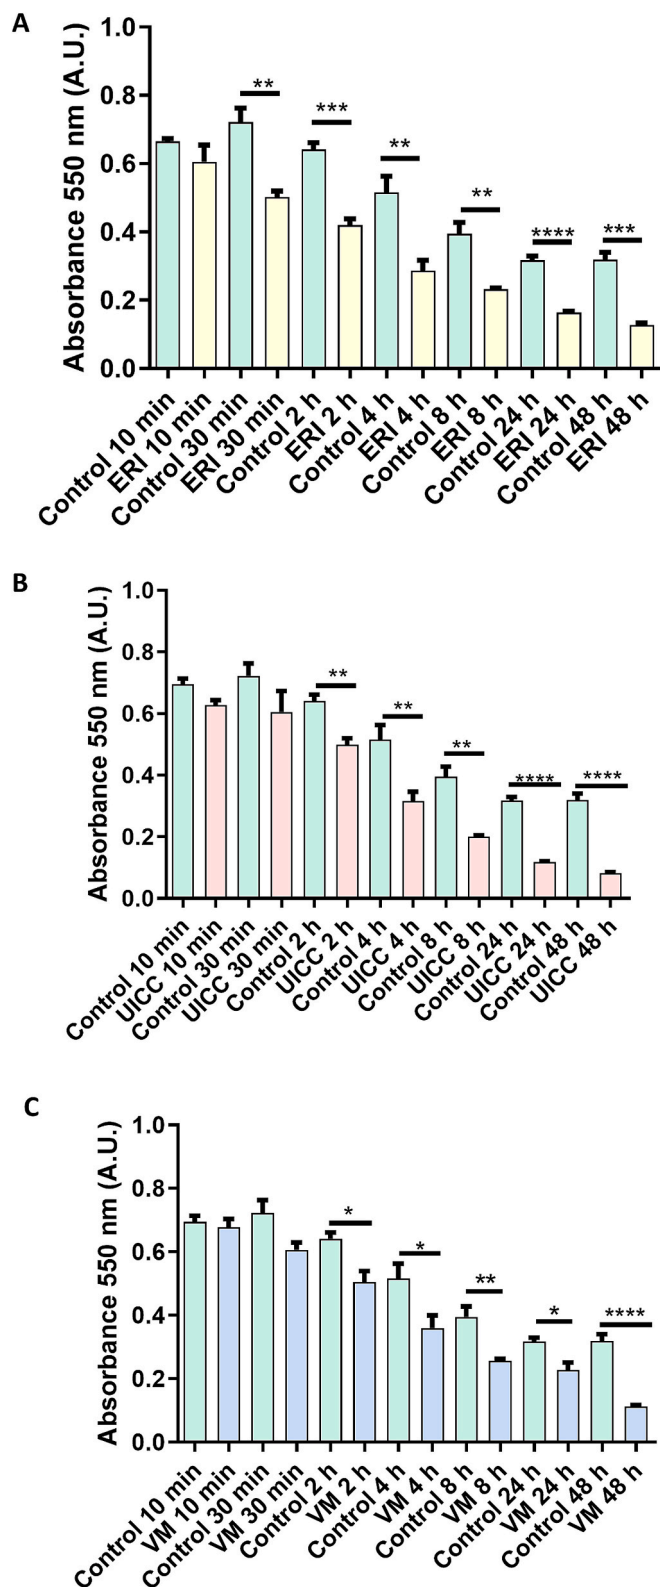 A
Absorbance 550 nm (A.U.)
1.0
0.8
0.6
0.4
0.2
0.0
**
***
**
**
****
***
Control 10 min
ERI 10 min
Control 30 min
ERI 30 min
Control 2 h
ERI 2 h
Control 4 h
ERI 4 h
Control 8 h
ERI 8 h
Control 24 h
ERI 24 h
Control 48 h
ERI 48 h
B
Absorbance 550 nm (A.U.)
1.0
0.8
0.6
0.4
0.2
0.0
**
**
**
****
****
Control 10 min
UICC 10 min
Control 30 min
UICC 30 min
Control 2 h
UICC 2 h
Control 4 h
UICC 4 h
Control 8 h
UICC 8 h
Control 24 h
UICC 24 h
Control 48 h
UICC 48 h
C
Absorbance 550 nm (A.U.)
1.0
0.8
0.6
0.4
0.2
0.0
*
*
**
*
****
Control 10 min
VM 10 min
Control 30 min
VM 30 min
Control 2 h
VM 2 h
Control 4 h
VM 4 h
Control 8 h
VM 8 h
Control 24 h
VM 24 h
Control 48 h
VM 48 h